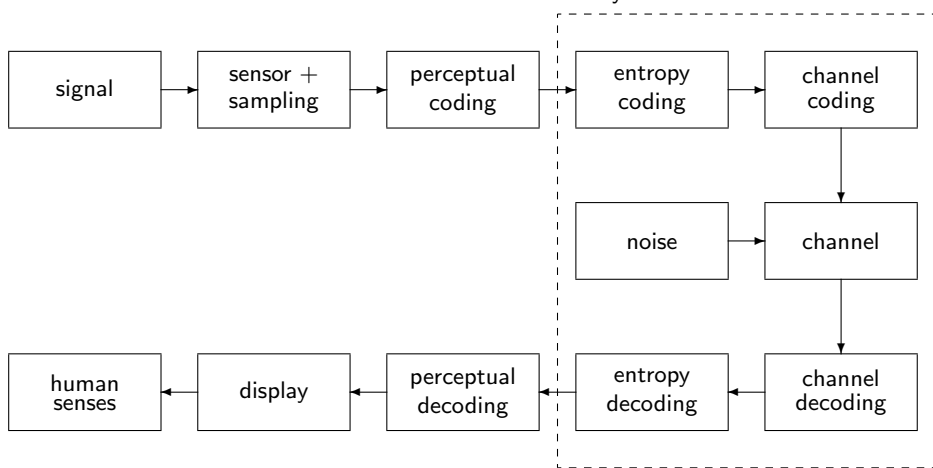 signal
sensor +
sampling
perceptual
coding
entropy
coding
channel
coding
noise
channel
human
senses
display
perceptual
decoding
entropy
decoding
channel
decoding